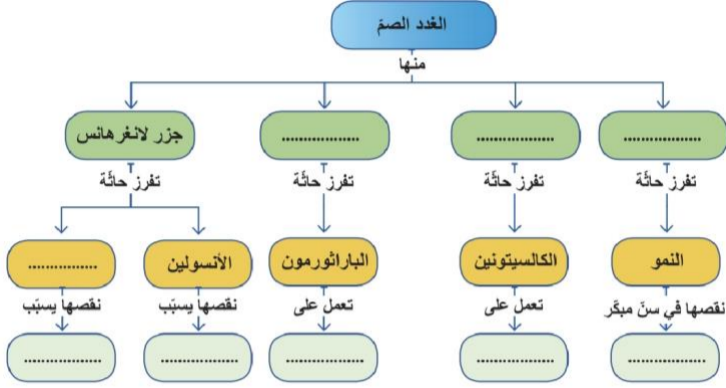 الغدد الصمّ
منها
.................. .................. .................. جزر لانغرهانس
تفرز حاثّة تفرز حاثّة تفرز حاثّة تفرز حاثّة
النمو الكالسيتونين الباراثورمون الأنسولين ................
نقصها في سنّ مبكّر تعمل على تعمل على نقصها يسبّب نقصها يسبّب
.................. .................. .................. .................. ..................